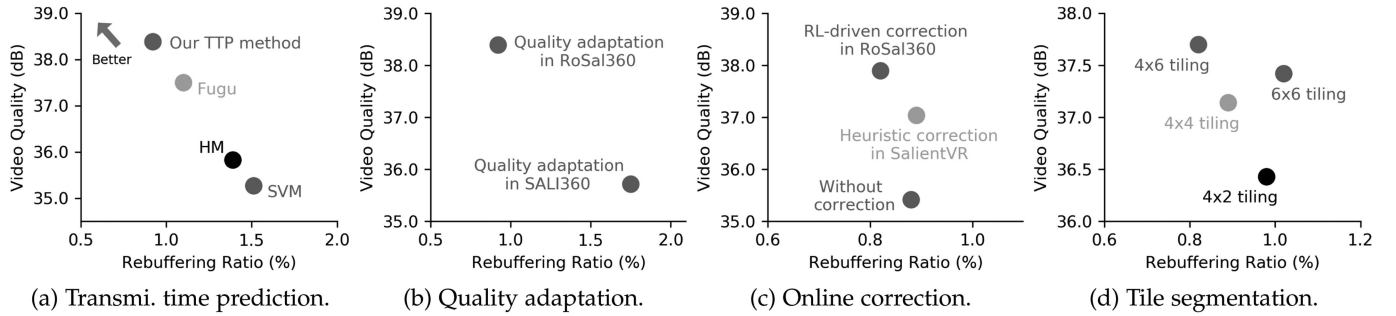 39.0
38.0
37.0
36.0
35.0
Video Quality (dB)
Better
Our TTP method
Fugu
HM
SVM
0.5
1.0
1.5
2.0
Rebuffering Ratio (%)
(a) Transmi. time prediction.
39.0
38.0
37.0
36.0
35.0
Video Quality (dB)
Quality adaptation
in RoSal360
Quality adaptation
in SALI360
0.5
1.0
1.5
2.0
Rebuffering Ratio (%)
(b) Quality adaptation.
39.0
38.0
37.0
36.0
35.0
Video Quality (dB)
RL-driven correction
in RoSal360
Heuristic correction
in SalientVR
Without
correction
0.6
0.8
1.0
Rebuffering Ratio (%)
(c) Online correction.
38.0
37.5
37.0
36.5
36.0
Video Quality (dB)
4x6 tiling
6x6 tiling
4x4 tiling
4x2 tiling
0.6
0.8
1.0
1.2
Rebuffering Ratio (%)
(d) Tile segmentation.